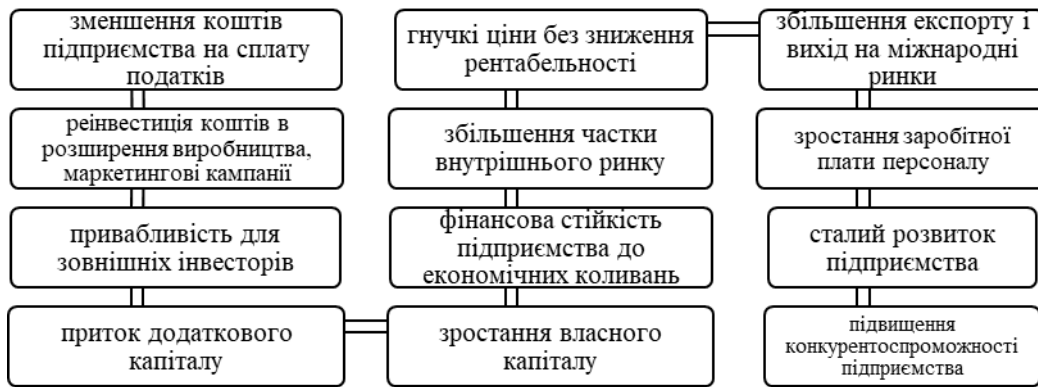 зменшення коштів
підприємства на сплату
податків
реінвестиція коштів в
розширення виробництва,
маркетингові кампанії
привабливість для
зовнішніх інвесторів
приток додаткового
капіталу
зростання власного
капіталу
фінансова стійкість
підприємства до
економічних коливань
збільшення частки
внутрішнього ринку
гнучкі ціни без зниження
рентабельності
збільшення експорту і
вихід на міжнародні
ринки
зростання заробітної
плати персоналу
сталий розвиток
підприємства
підвищення
конкурентоспроможності
підприємства